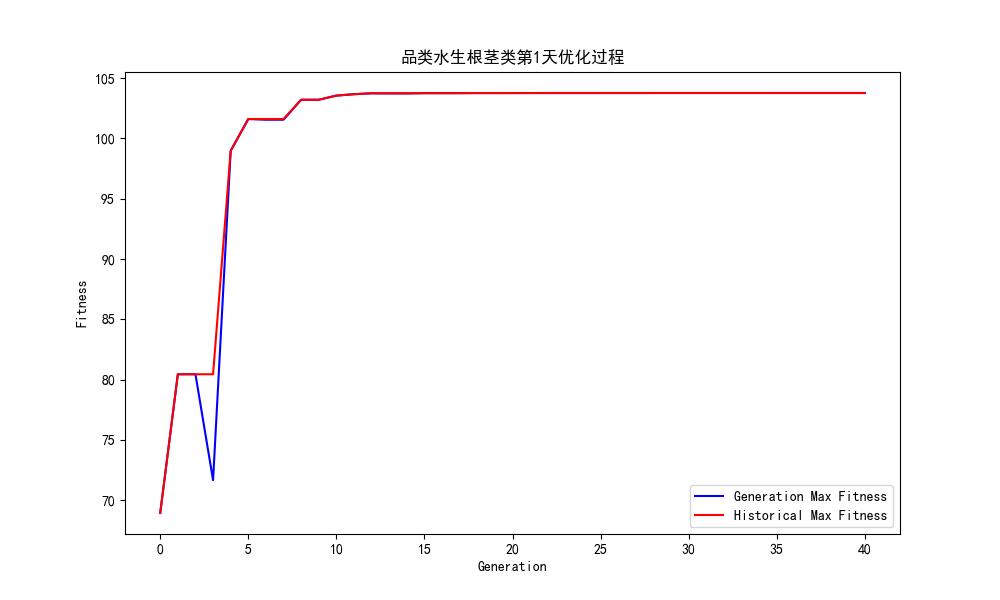 品类水生根茎类第1天优化过程
105
100
95
90
85
80
75
70
Fitness
0 5 10 15 20 25 30 35 40
Generation
Generation Max Fitness
Historical Max Fitness